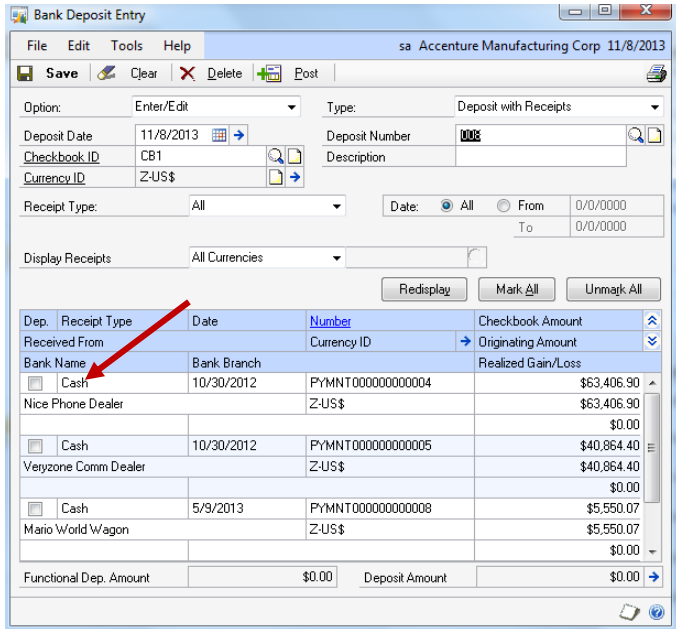 Bank Deposit Entry
File Edit Tools Help sa Accenture Manufacturing Corp 11/8/2013
Save Clear Delete Post
Option: Enter/Edit Type: Deposit with Receipts
Deposit Date 11/8/2013 Deposit Number
Checkbook ID CB1 Description
Currency ID Z-US$
Receipt Type: All Date: All From 0/0/0000
To 0/0/0000
Display Receipts All Currencies
Redisplay Mark All Unmark All
Dep. Receipt Type Date Number Checkbook Amount
Received From Currency ID Originating Amount
Bank Name Bank Branch Realized Gain/Loss
Cash 10/30/2012 PYMNT000000000004 $63,406.90
Nice Phone Dealer Z-US$ $63,406.90
$0.00
Cash 10/30/2012 PYMNT000000000005 $40,864.40
Veryzone Comm Dealer Z-US$ $40,864.40
$0.00
Cash 5/9/2013 PYMNT000000000008 $5,550.07
Mario World Wagon Z-US$ $5,550.07
$0.00
Functional Dep. Amount $0.00 Deposit Amount $0.00